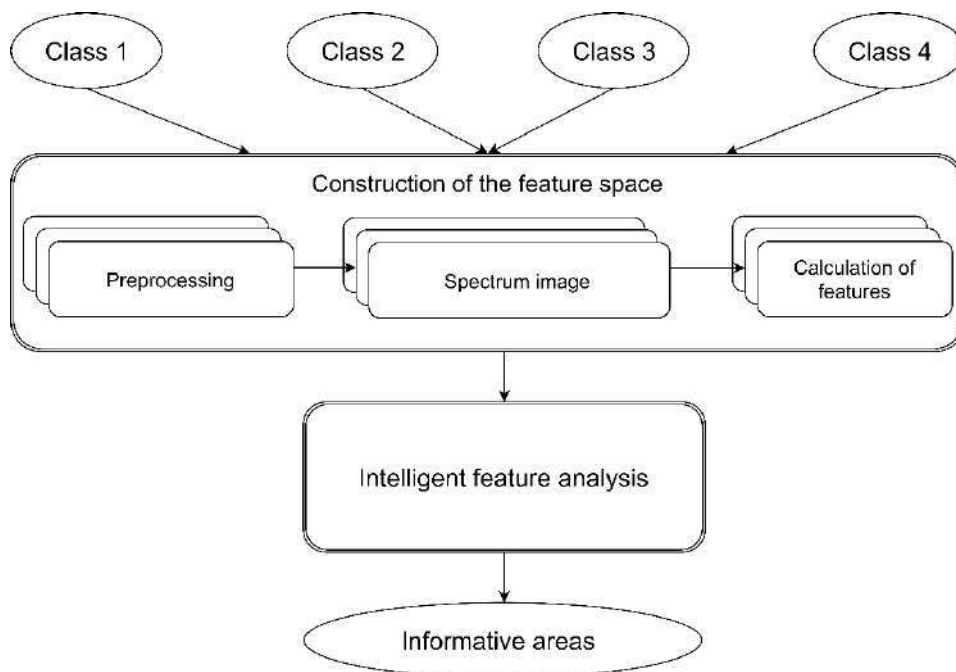 Class 1
Class 2
Class 3
Class 4
Construction of the feature space
Preprocessing
Spectrum image
Calculation of
features
Intelligent feature analysis
Informative areas